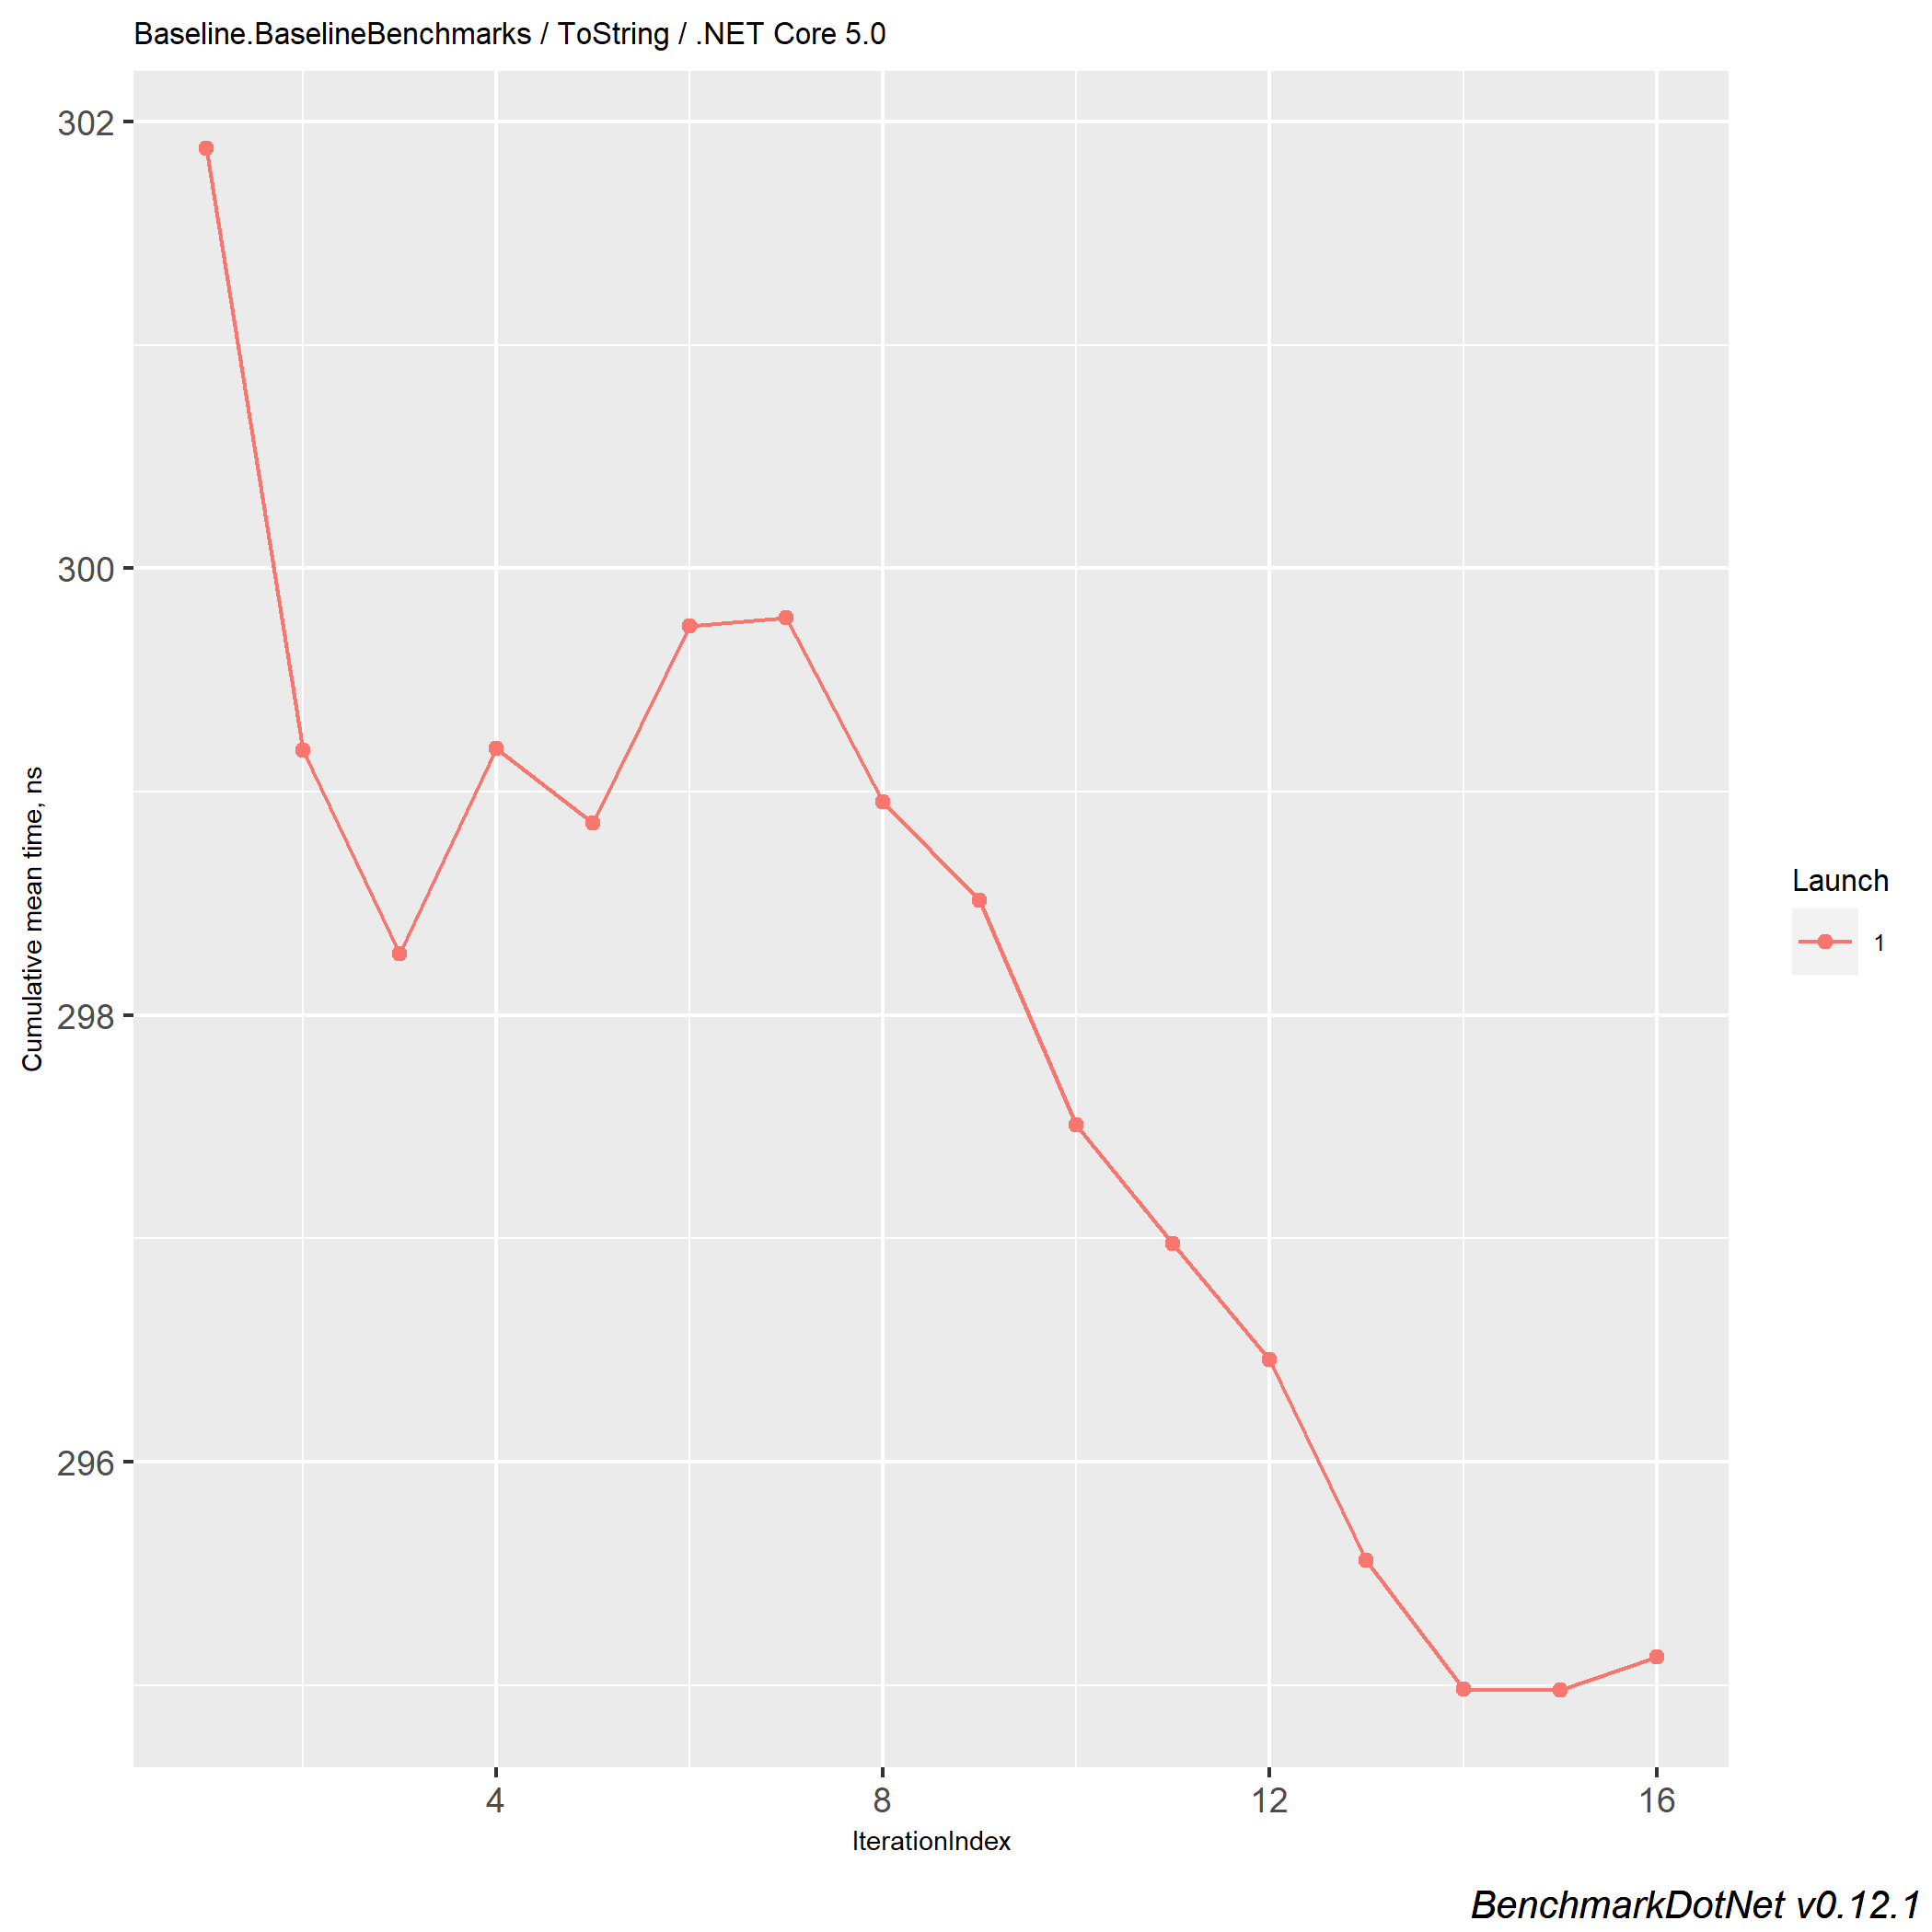 Baseline.BaselineBenchmarks / ToString / .NET Core 5.0
302
300
298
296
Cumulative mean time, ns
4 8 12 16
IterationIndex
Launch
1
BenchmarkDotNet v0.12.1